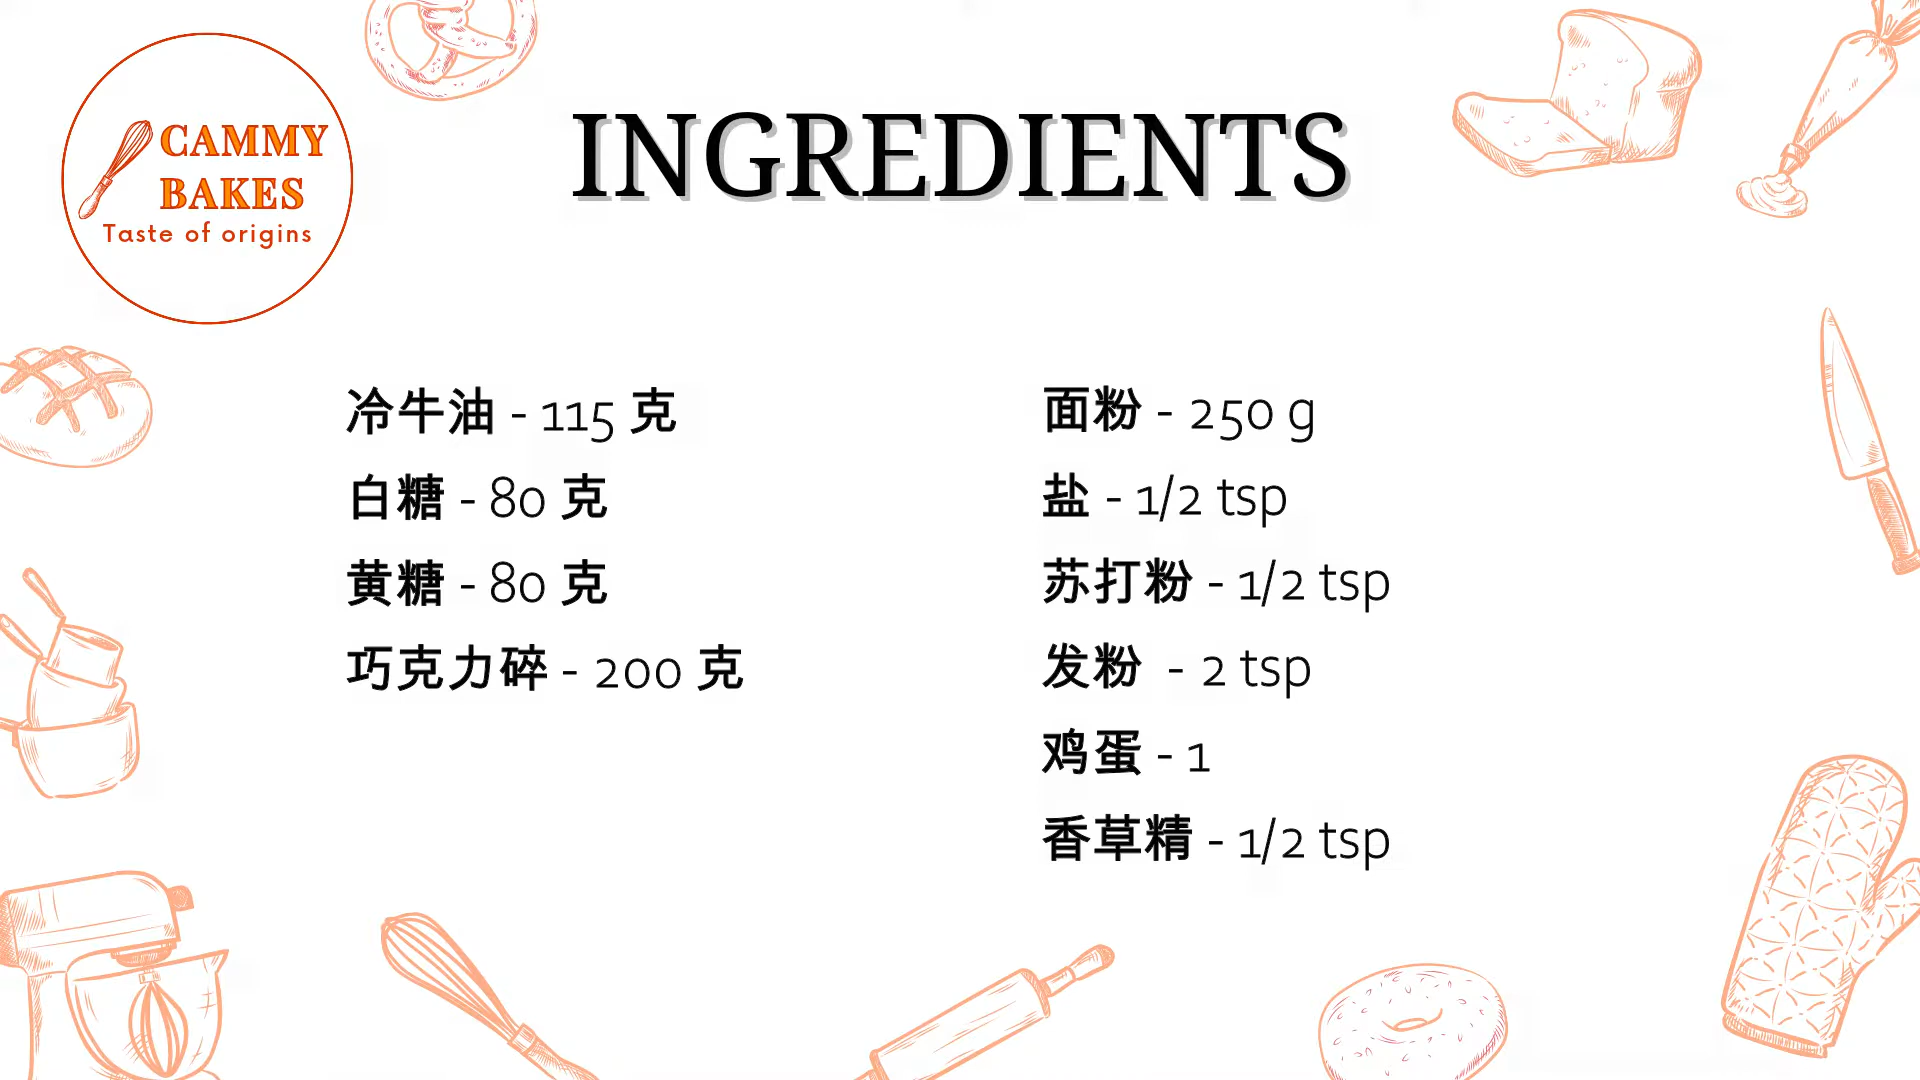 CAMMY
BAKES
Taste of origins
INGREDIENTS
冷牛油 - 115 克
白糖 - 80 克
黄糖 - 80 克
巧克力碎 - 200 克
面粉 - 250 g
盐 - 1/2 tsp
苏打粉 - 1/2 tsp
发粉 - 2 tsp
鸡蛋 - 1
香草精 - 1/2 tsp